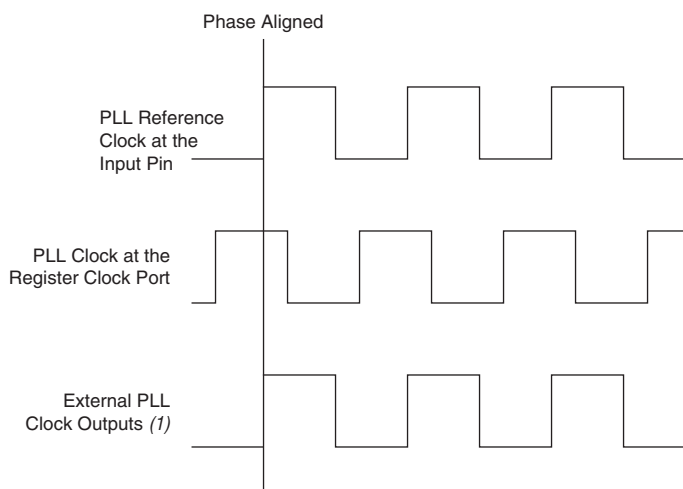 Phase Aligned
PLL Reference
Clock at the
Input Pin
PLL Clock at the
Register Clock Port
External PLL
Clock Outputs (1)